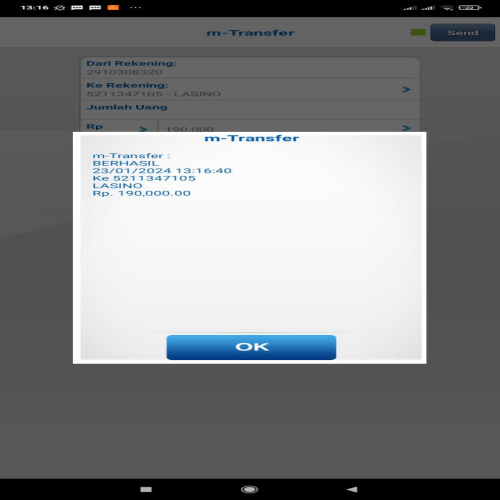 13:16
22
m-Transfer
Send
Dari Rekening:
2910308320
Ke Rekening:
5211347105 - LASINO
Jumlah Uang
Rp
190,000
m-Transfer
m-Transfer :
BERHASIL
23/01/2024 13:16:40
Ke 5211347105
LASINO
Rp. 190,000.00
OK